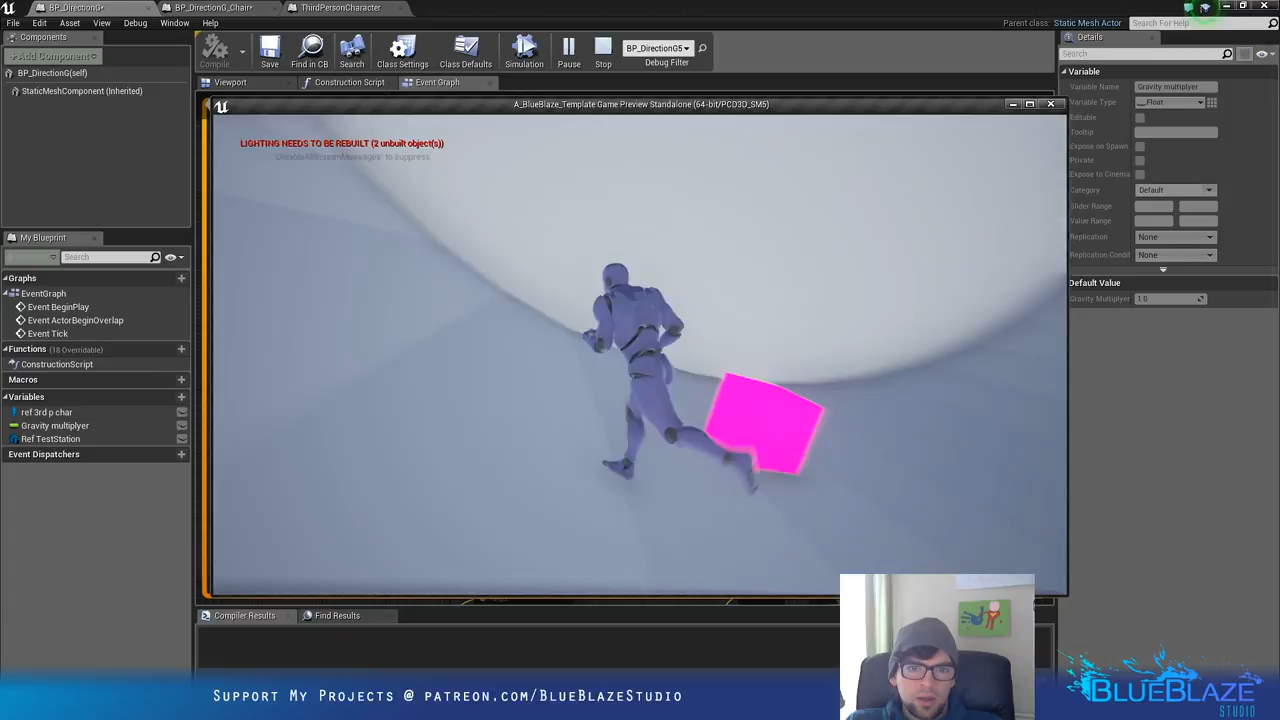 BP_DirectionG*
BP_DirectionG_Chair*
ThirdPersonCharacter
File
Edit
Asset
View
Debug
Window
Help
Parent class:
Static Mesh Actor
Search For Help
Components
+Add Component
BP_DirectionG(self)
StaticMeshComponent (Inherited)
Compile
Save
Find in CB
Search
Class Settings
Class Defaults
Simulation
Pause
Stop
BP_DirectionG5
Debug Filter
Viewport
Construction Script
Event Graph
A_BlueBlaze_Template Game Preview Standalone (64-bit/PCD3D_SM5)
LIGHTING NEEDS TO BE REBUILT (2 unbuilt object(s))
'DisableAllScreenMessages' to suppress
My Blueprint
Search
Graphs
EventGraph
Event BeginPlay
Event ActorBeginOverlap
Event Tick
Functions (18 Overridable)
ConstructionScript
Macros
Variables
ref 3rd p char
Gravity multiplyer
Ref TestStation
Event Dispatchers
Details
Search
Variable
Variable Name
Gravity multiplyer
Variable Type
Float
Editable
Tooltip
Expose on Spawn
Private
Expose to Cinema
Category
Default
Slider Range
Value Range
Replication
None
Replication Condit
None
Default Value
Gravity Multiplyer
1.0
Compiler Results
Find Results
Support My Projects @ patreon.com/BlueBlazeStudio
BlueBlaze
Studio